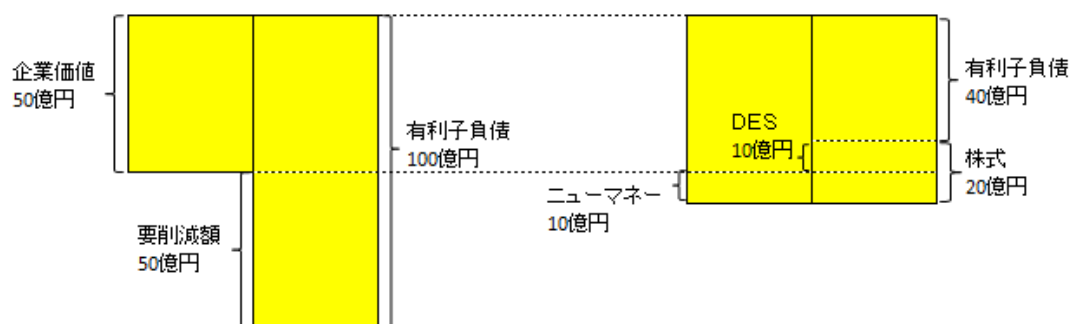 企業価値
50億円
有利子負債
100億円
要削減額
50億円
DES
10億円
ニューマネー
10億円
有利子負債
40億円
株式
20億円